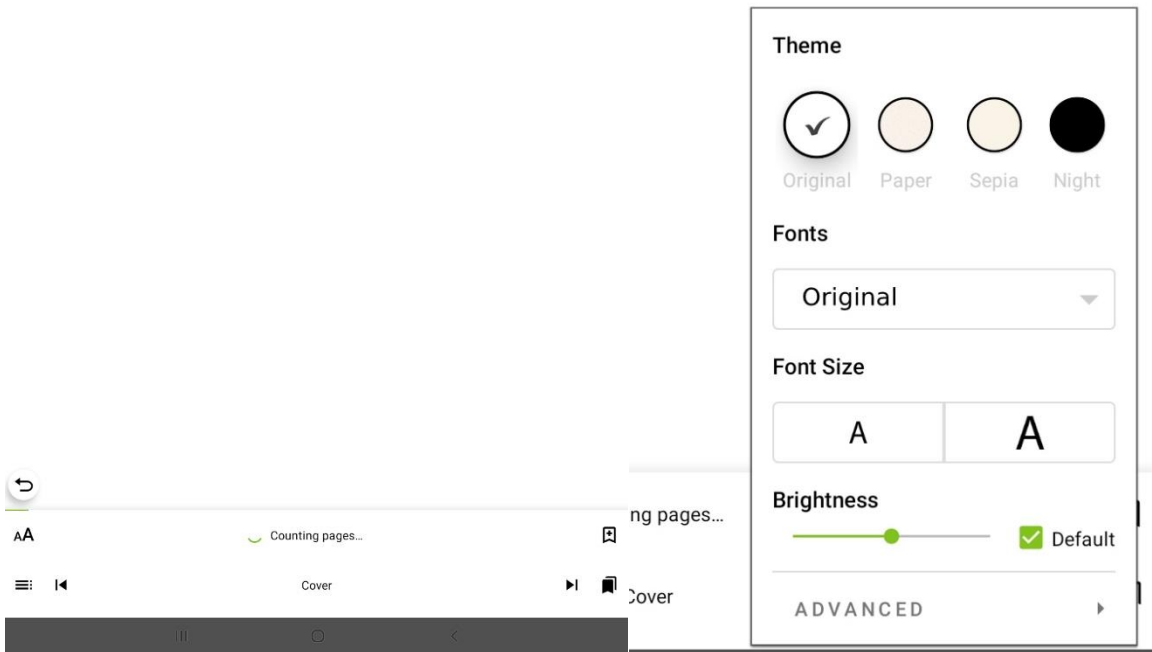 AA
Counting pages...
Cover
ng pages...
Cover
Theme
Original
Paper
Sepia
Night
Fonts
Original
Font Size
A
A
Brightness
Default
ADVANCED